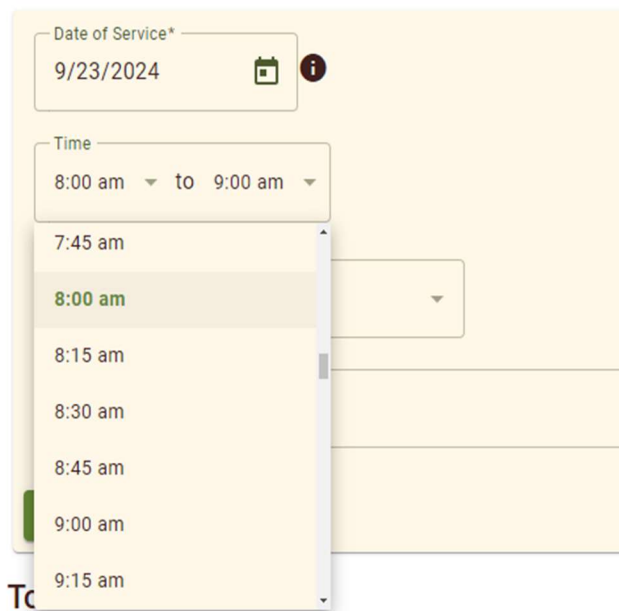 Date of Service*
9/23/2024
Time
8:00 am to 9:00 am
7:45 am
8:00 am
8:15 am
8:30 am
8:45 am
9:00 am
9:15 am